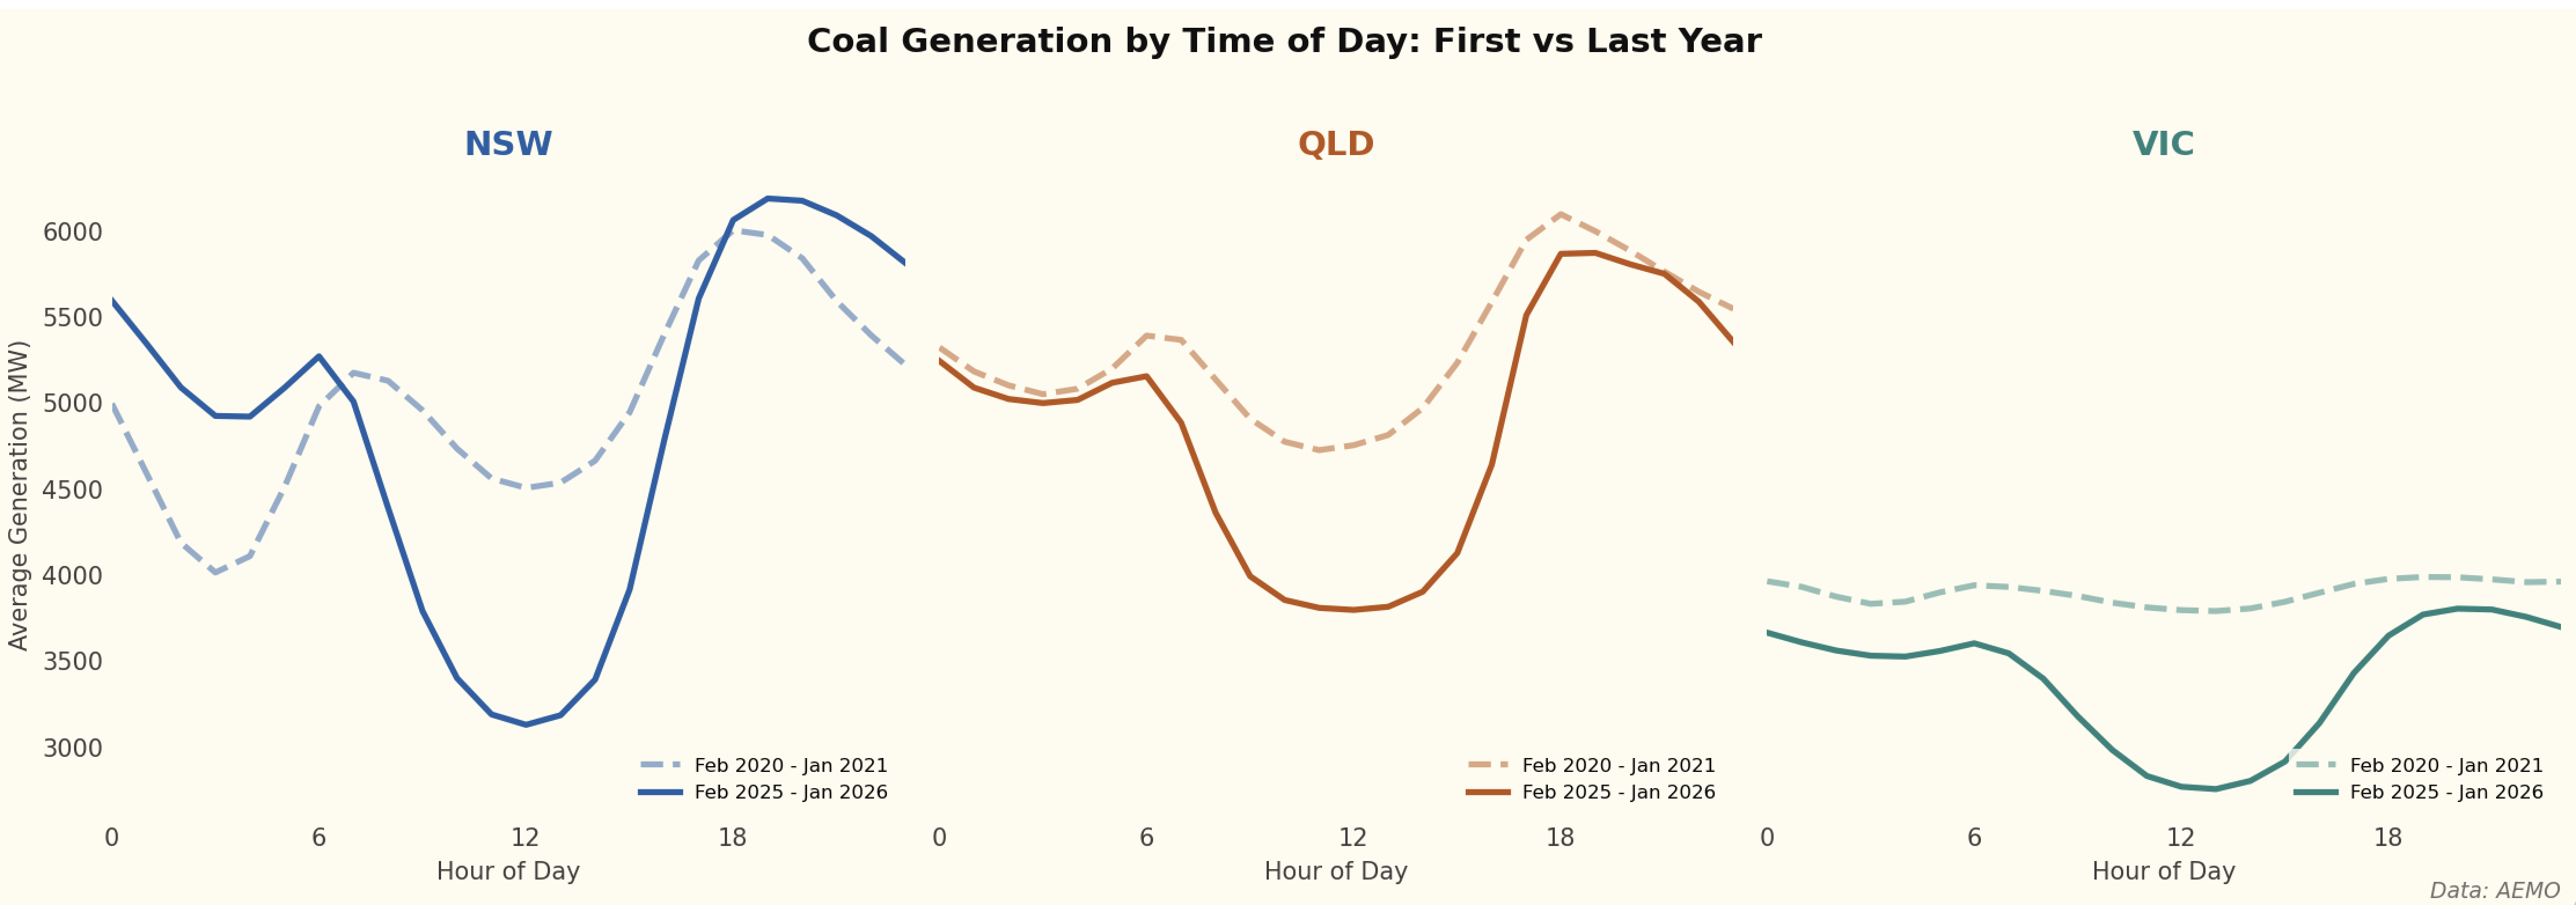 Coal Generation by Time of Day: First vs Last Year
NSW
QLD
VIC
Average Generation (MW)
6000
5500
5000
4500
4000
3500
3000
Feb 2020 - Jan 2021
Feb 2025 - Jan 2026
0 6 12 18
Hour of Day
Feb 2020 - Jan 2021
Feb 2025 - Jan 2026
0 6 12 18
Hour of Day
Feb 2020 - Jan 2021
Feb 2025 - Jan 2026
0 6 12 18
Hour of Day
Data: AEMO